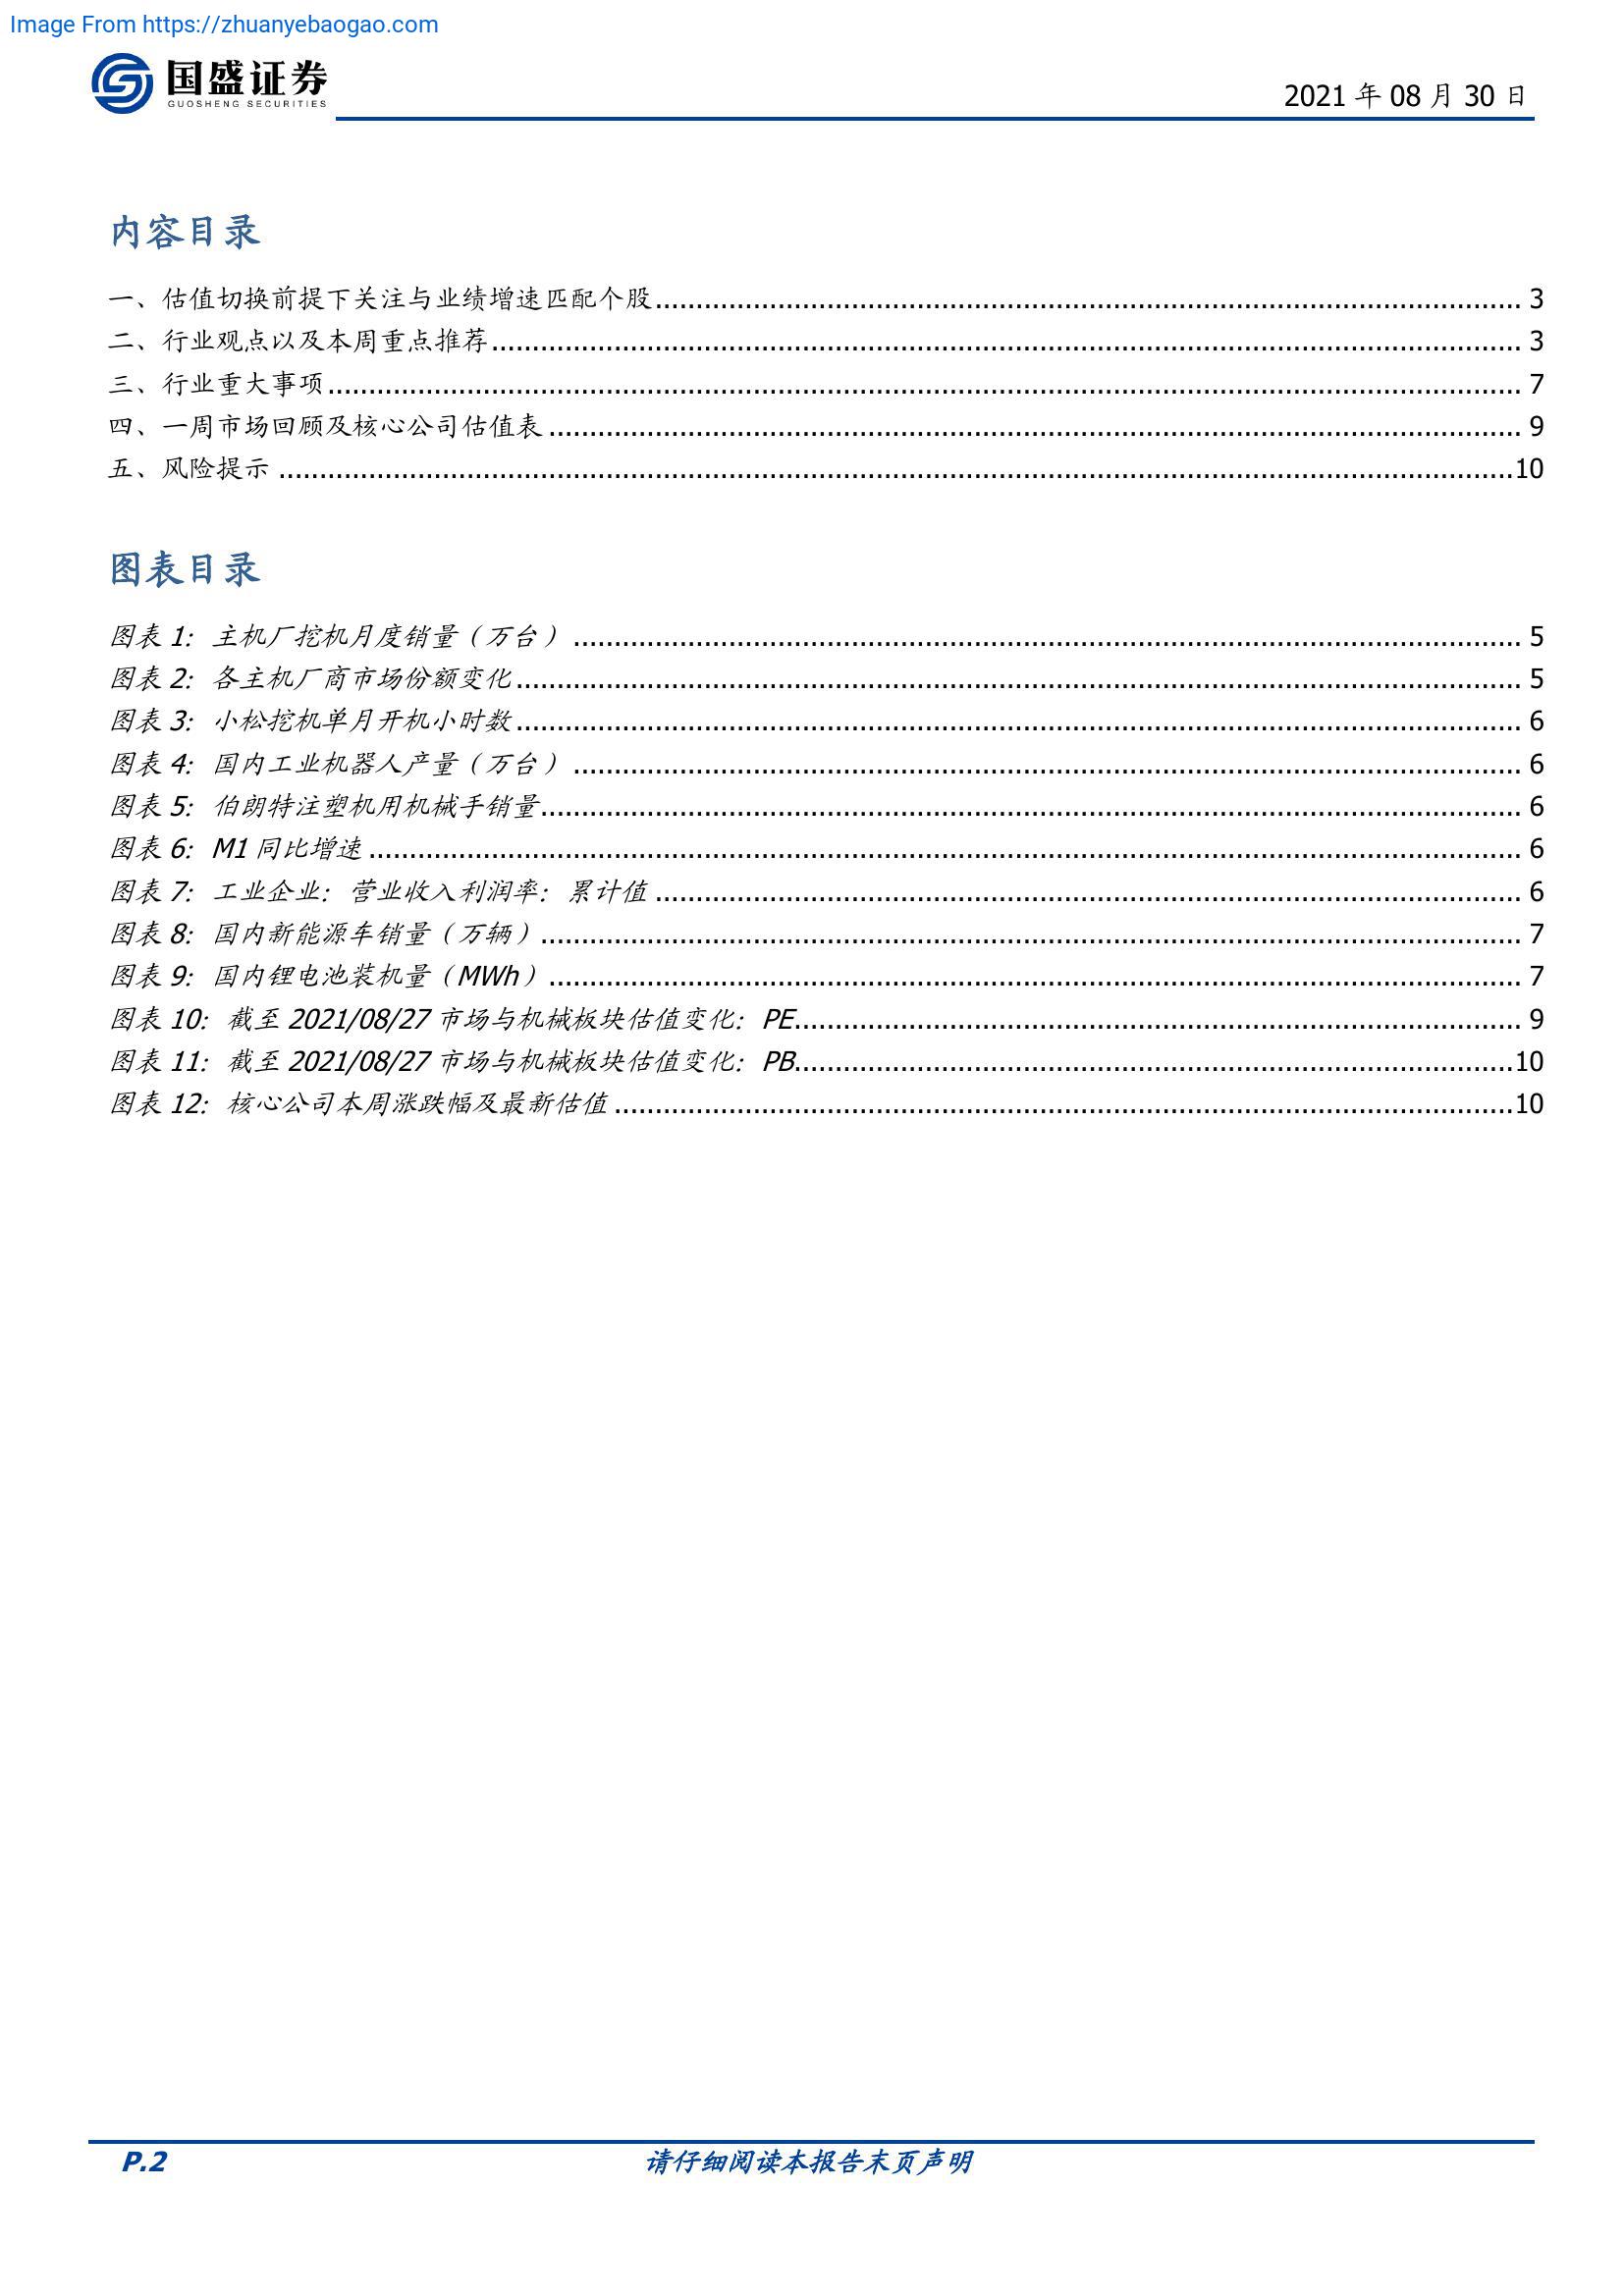 Image From https://zhuanyebaogao.com
国盛证券
GUOSHENG SECURITIES
2021 年 08 月 30 日
内容目录
一、估值切换前提下关注与业绩增速匹配个股 3
二、行业观点以及本周重点推荐 3
三、行业重大事项 7
四、一周市场回顾及核心公司估值表 9
五、风险提示 10
图表目录
图表 1：主机厂挖机月度销量（万台） 5
图表 2：各主机厂商市场份额变化 5
图表 3：小松挖机单月开机小时数 6
图表 4：国内工业机器人产量（万台） 6
图表 5：伯朗特注塑机用机械手销量 6
图表 6：M1 同比增速 6
图表 7：工业企业：营业收入利润率：累计值 6
图表 8：国内新能源车销量（万辆） 7
图表 9：国内锂电池装机量（MWh） 7
图表 10：截至 2021/08/27 市场与机械板块估值变化：PE 9
图表 11：截至 2021/08/27 市场与机械板块估值变化：PB 10
图表 12：核心公司本周涨跌幅及最新估值 10
P.2 请仔细阅读本报告末页声明